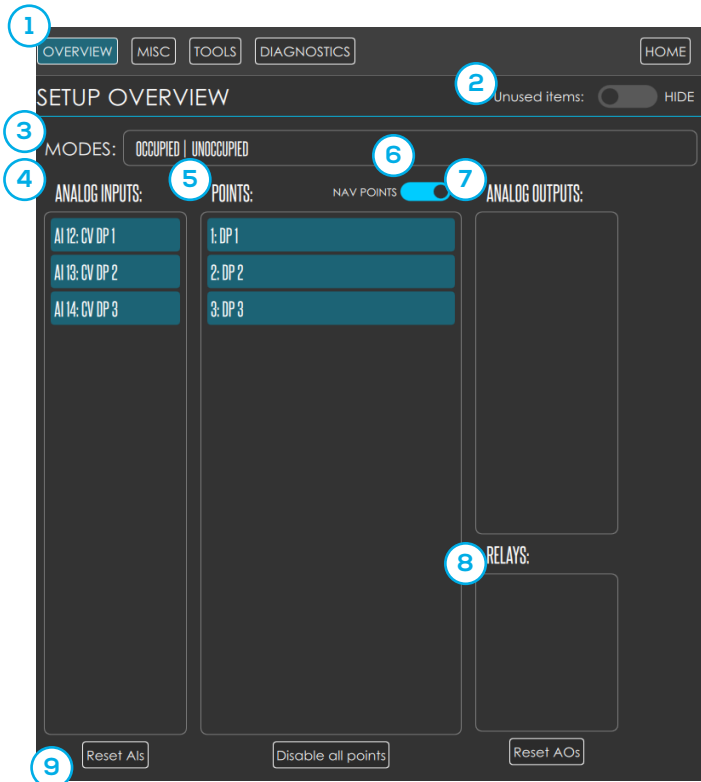 1
OVERVIEW MISC TOOLS DIAGNOSTICS HOME
SETUP OVERVIEW 2 Unused items: HIDE
3 MODES: OCCUPIED | UNOCCUPIED
4 ANALOG INPUTS: 5 POINTS: 6 NAV POINTS 7 ANALOG OUTPUTS:
AI 12: CV DP 1 1: DP 1
AI 13: CV DP 2 2: DP 2
AI 14: CV DP 3 3: DP 3
8 RELAYS:
9 Reset AIs Disable all points Reset AOs